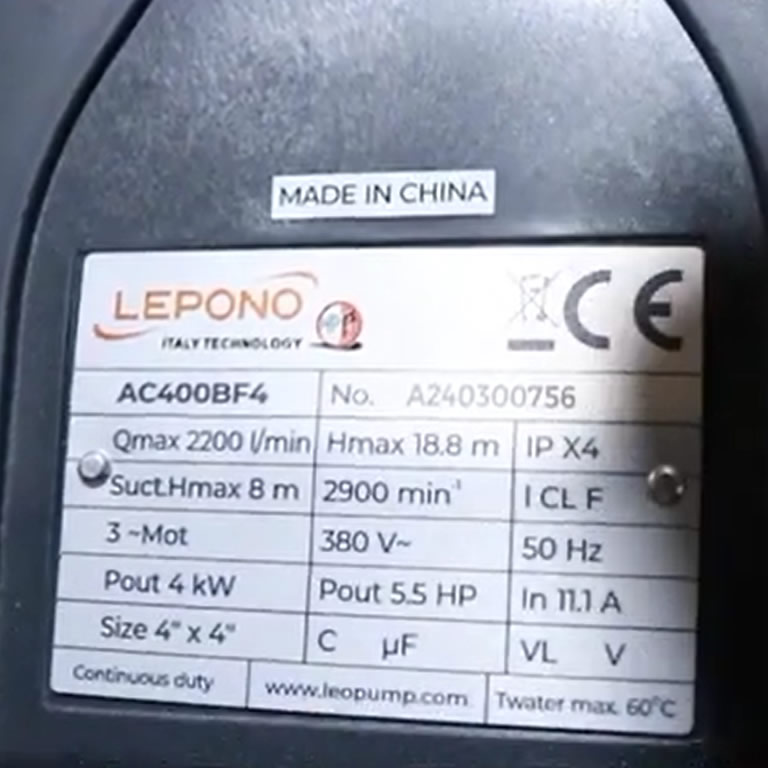 MADE IN CHINA
LEPONO
ITALY TECHNOLOGY
CE
AC400BF4 No. A240300756
Qmax 2200 l/min Hmax 18.8 m IP X4
Suct.Hmax 8 m 2900 min⁻¹ I CL F
3 ~Mot 380 V~ 50 Hz
Pout 4 kW Pout 5.5 HP In 11.1 A
Size 4" x 4" C µF VL V
Continuous duty www.leopump.com Twater max. 60°C